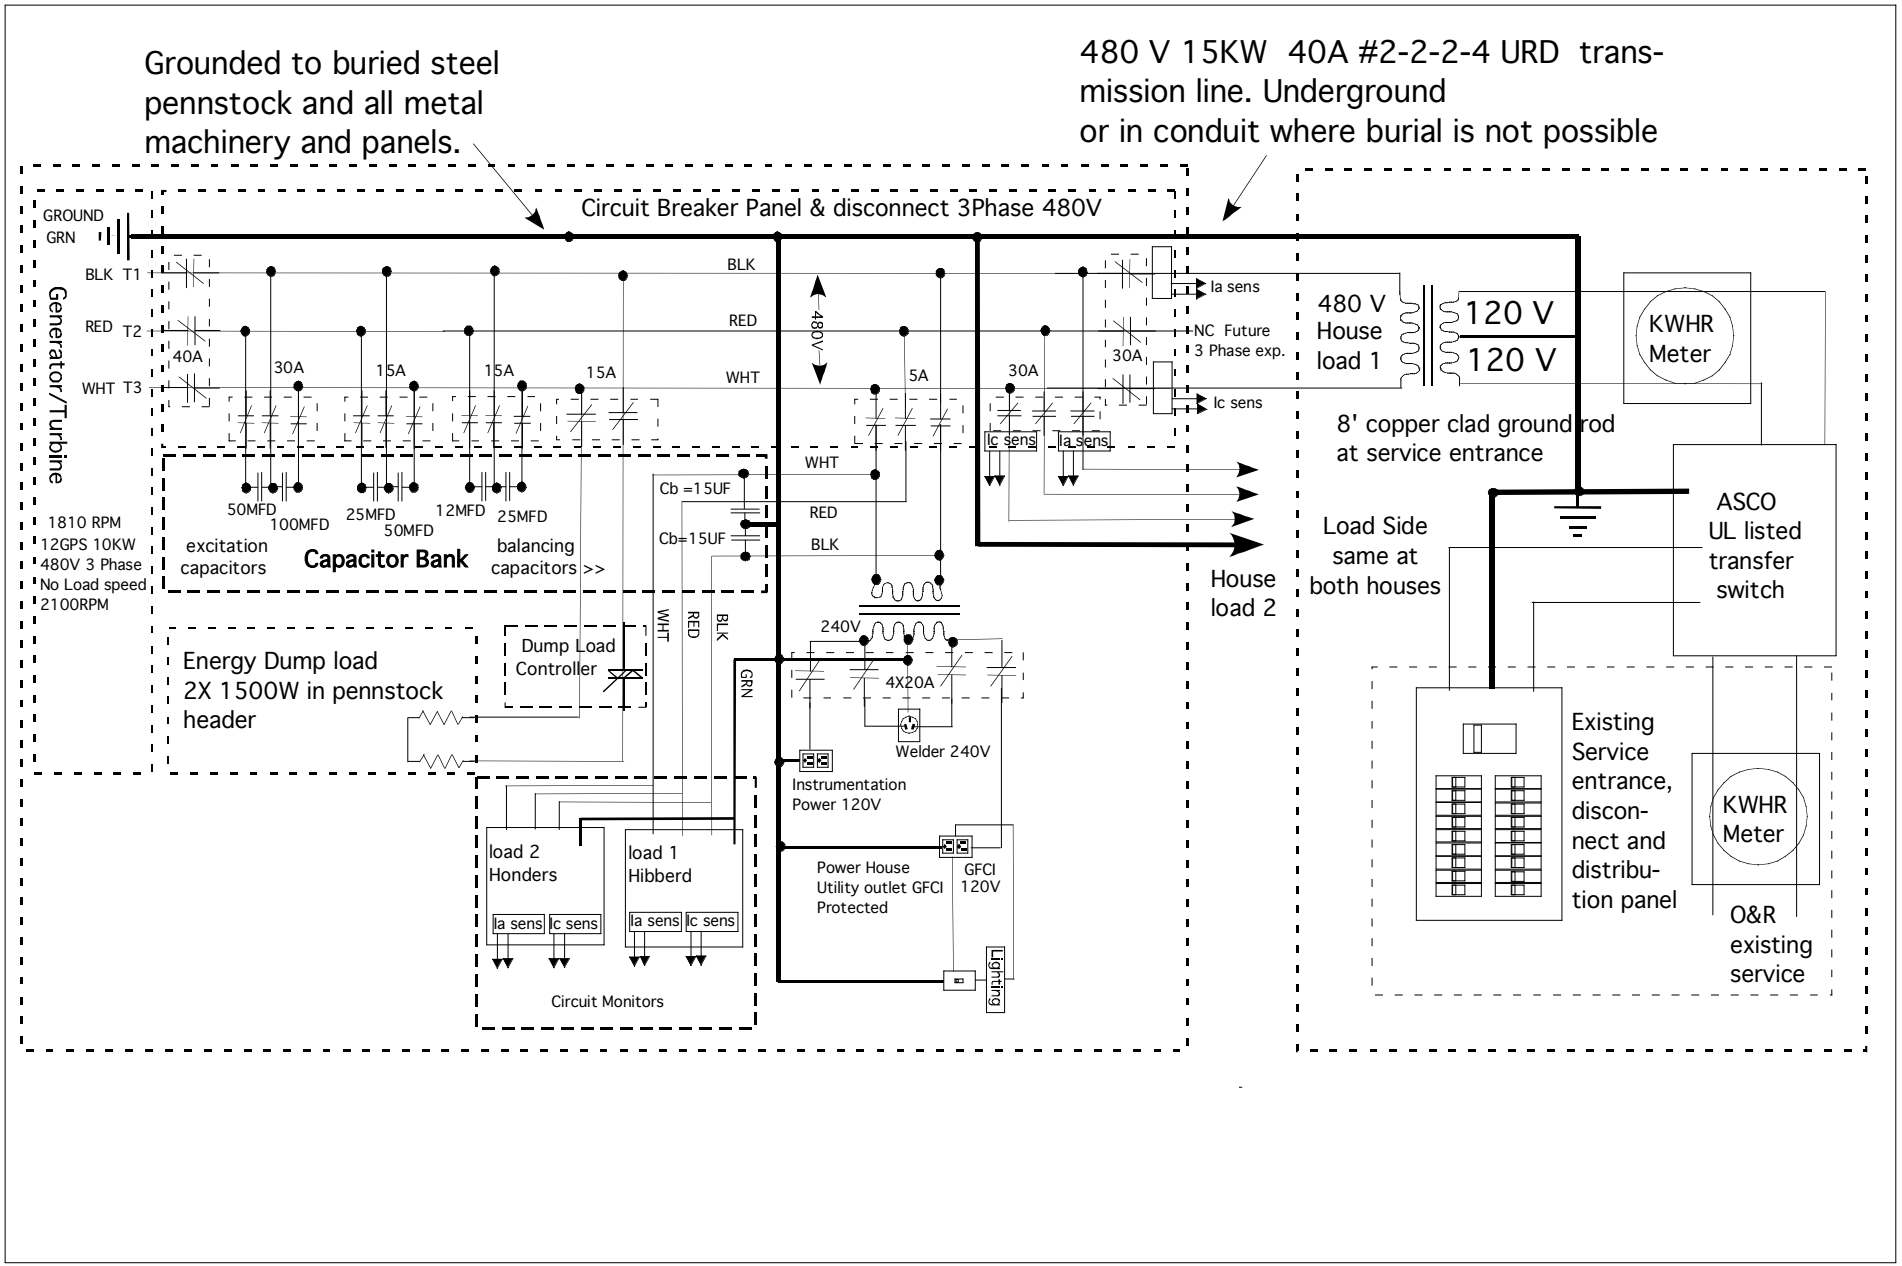 Grounded to buried steel
pennstock and all metal
machinery and panels.
480 V 15KW  40A #2-2-2-4 URD  trans-
mission line. Underground
or in conduit where burial is not possible
Circuit Breaker Panel & disconnect 3Phase 480V
GROUND
GRN
BLK T1
RED T2
WHT T3
Generator/Turbine
40A
30A
15A
15A
15A
BLK
RED
WHT
480V
5A
30A
30A
Ia sens
NC Future
3 Phase exp.
Ic sens
Ic sens
Ia sens
480 V
House
load 1
120 V
120 V
KWHR
Meter
8' copper clad ground rod
at service entrance
1810 RPM
12GPS 10KW
480V 3 Phase
No Load speed
2100RPM
50MFD
100MFD
25MFD
50MFD
12MFD
25MFD
excitation
capacitors
Capacitor Bank
balancing
capacitors >>
Cb =15UF
Cb=15UF
WHT
RED
BLK
WHT
RED
BLK
GRN
House
load 2
Load Side
same at
both houses
ASCO
UL listed
transfer
switch
Energy Dump load
2X 1500W in pennstock
header
Dump Load
Controller
240V
4X20A
Welder 240V
Instrumentation
Power 120V
Power House
Utility outlet GFCI
Protected
GFCI
120V
Lighting
load 2
Honders
Ia sens
Ic sens
load 1
Hibberd
Ia sens
Ic sens
Circuit Monitors
Existing
Service
entrance,
discon-
nect and
distribu-
tion panel
KWHR
Meter
O&R
existing
service